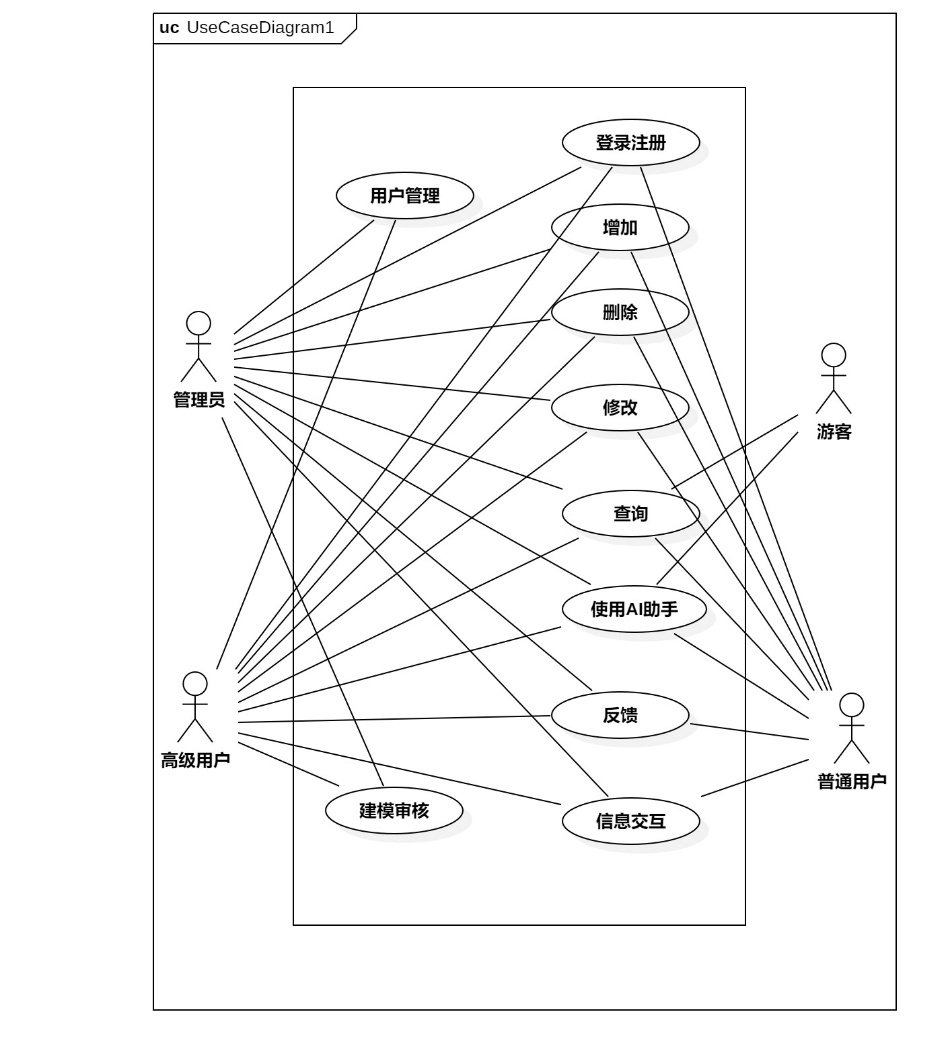 uc UseCaseDiagram1
登录注册
用户管理
增加
删除
管理员
修改
游客
查询
使用AI助手
反馈
高级用户
普通用户
建模审核
信息交互